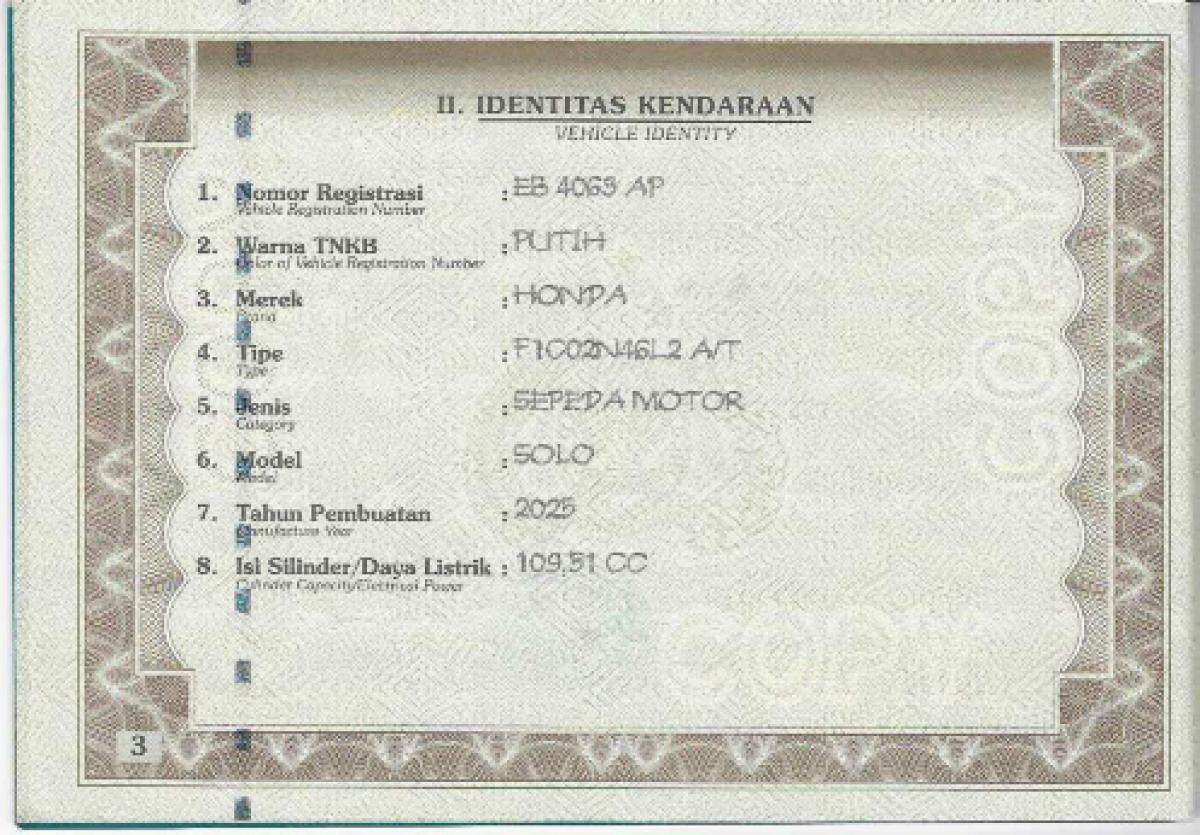 II. IDENTITAS KENDARAAN
VEHICLE IDENTITY
1. Nomor Registrasi : EB 4063 AP
Vehicle Registration Number
2. Warna TNKB : PUTIH
Color of Vehicle Registration Number
3. Merek : HONDA
Brand
4. Tipe : F1C02N46L2 A/T
Type
5. Jenis : SEPEDA MOTOR
Category
6. Model : SOLO
Model
7. Tahun Pembuatan : 2025
Manufacture Year
8. Isi Silinder/Daya Listrik : 109,51 CC
Cylinder Capacity/Electrical Power
COPY
COPY
3